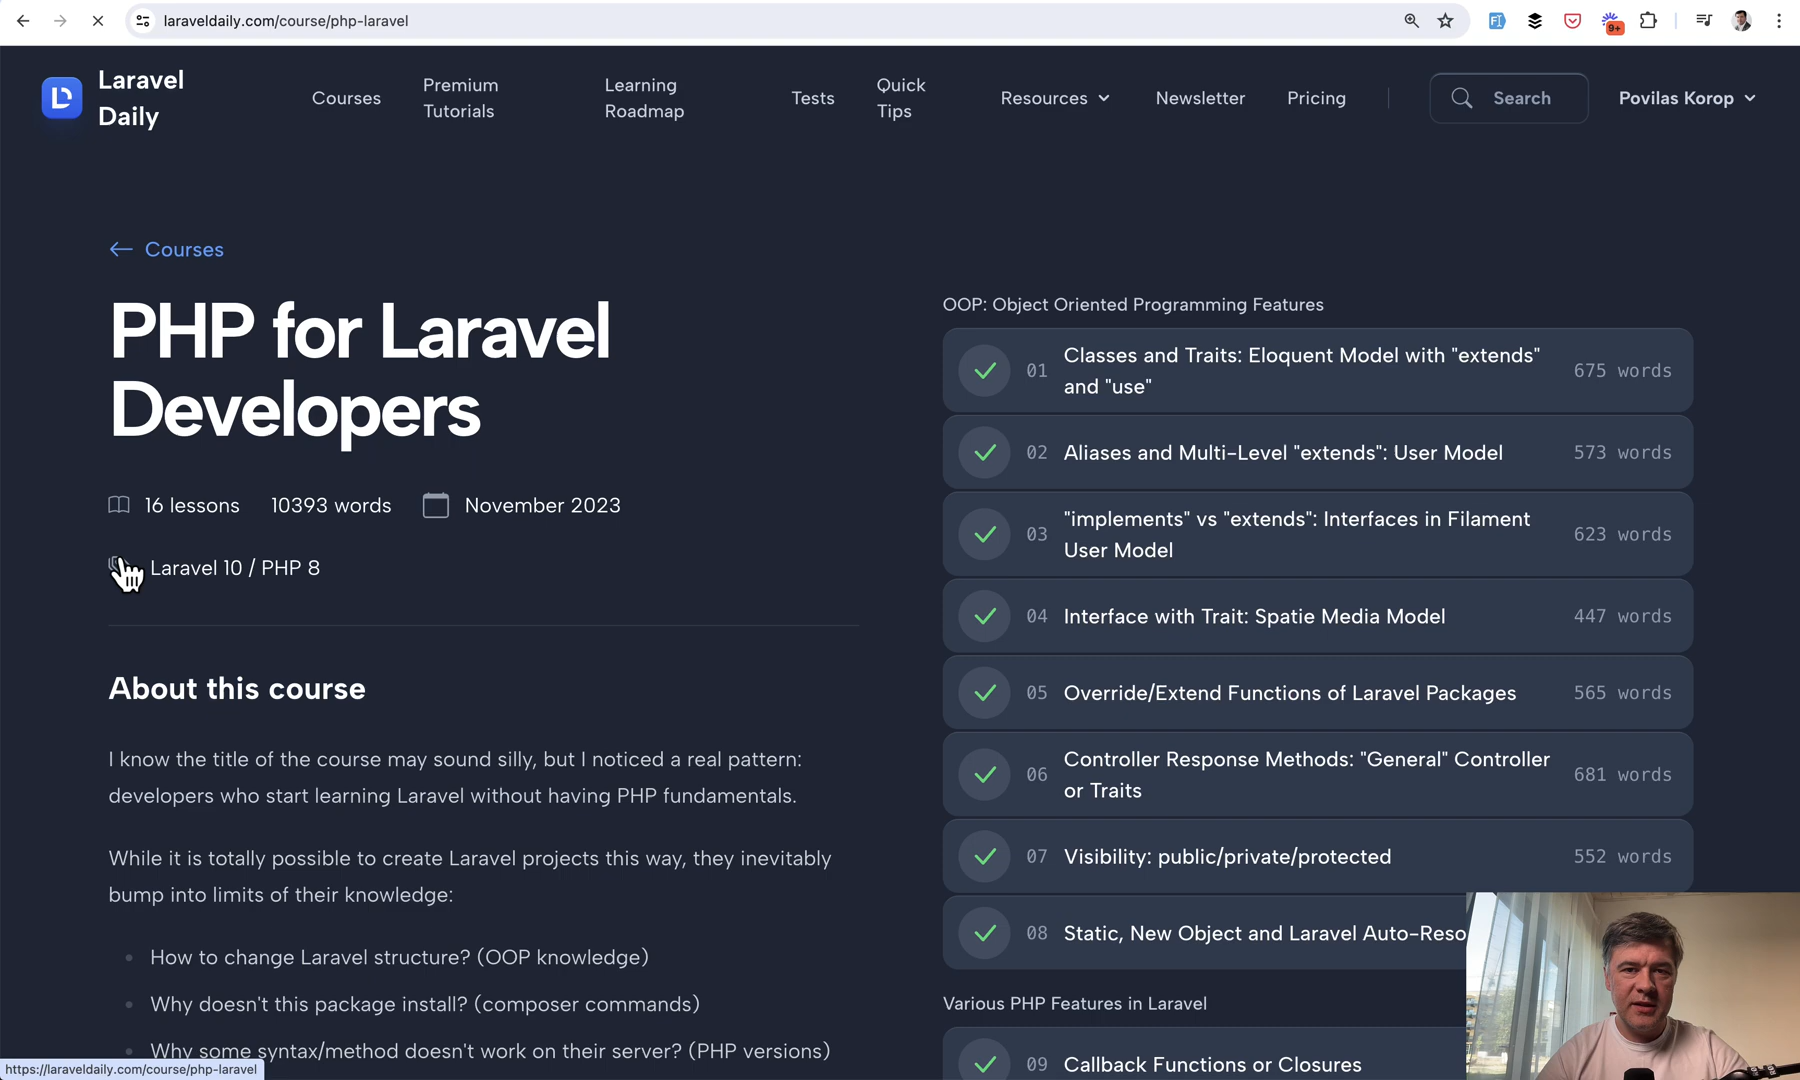 laraveldaily.com/course/php-laravel
9+
Laravel
Daily
Courses
Premium
Tutorials
Learning
Roadmap
Tests
Quick
Tips
Resources
Newsletter
Pricing
Search
Povilas Korop
Courses
PHP for Laravel
Developers
16 lessons
10393 words
November 2023
Laravel 10 / PHP 8
About this course
I know the title of the course may sound silly, but I noticed a real pattern:
developers who start learning Laravel without having PHP fundamentals.
While it is totally possible to create Laravel projects this way, they inevitably
bump into limits of their knowledge:
How to change Laravel structure? (OOP knowledge)
Why doesn't this package install? (composer commands)
Why some syntax/method doesn't work on their server? (PHP versions)
https://laraveldaily.com/course/php-laravel
OOP: Object Oriented Programming Features
01 Classes and Traits: Eloquent Model with "extends"
and "use"
675 words
02 Aliases and Multi-Level "extends": User Model 573 words
03 "implements" vs "extends": Interfaces in Filament
User Model
623 words
04 Interface with Trait: Spatie Media Model 447 words
05 Override/Extend Functions of Laravel Packages 565 words
06 Controller Response Methods: "General" Controller
or Traits
681 words
07 Visibility: public/private/protected 552 words
08 Static, New Object and Laravel Auto-Reso
Various PHP Features in Laravel
09 Callback Functions or Closures